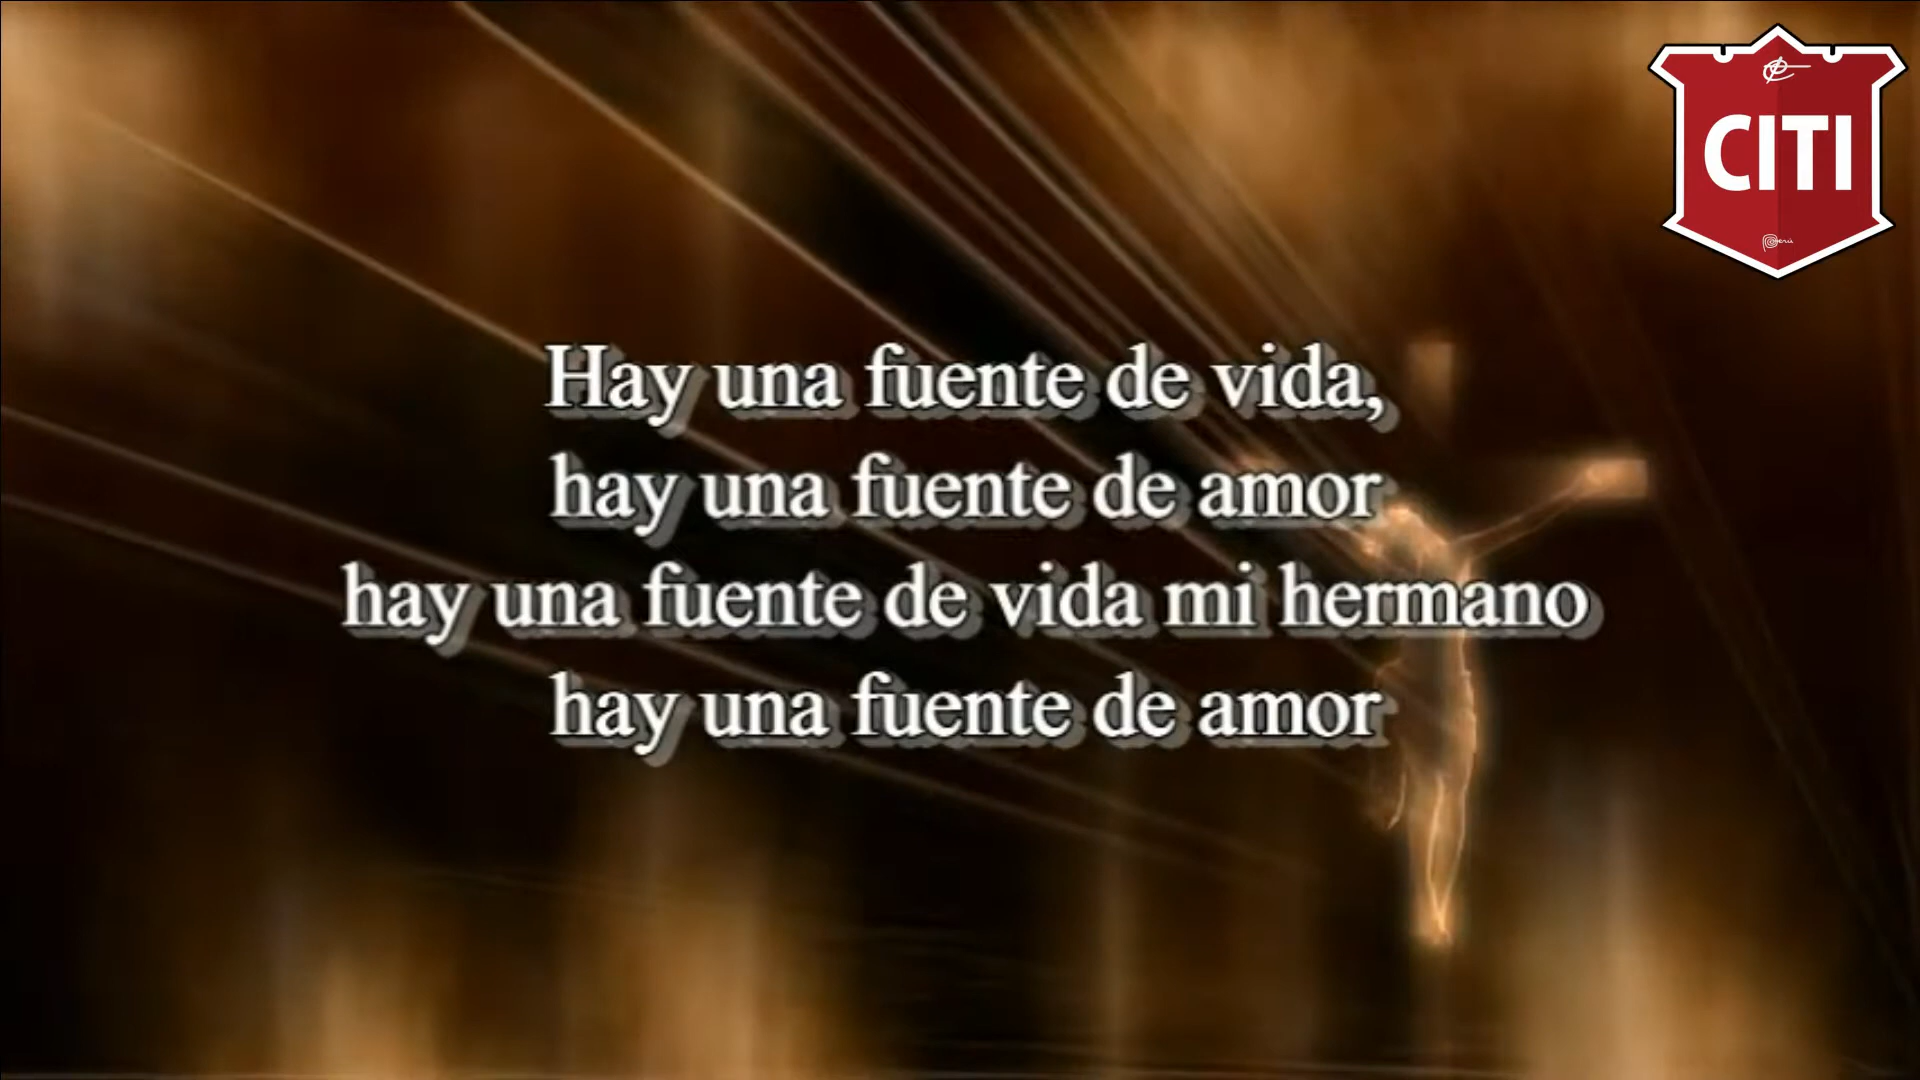 CITI
Perú
Hay una fuente de vida,
hay una fuente de amor
hay una fuente de vida mi hermano
hay una fuente de amor